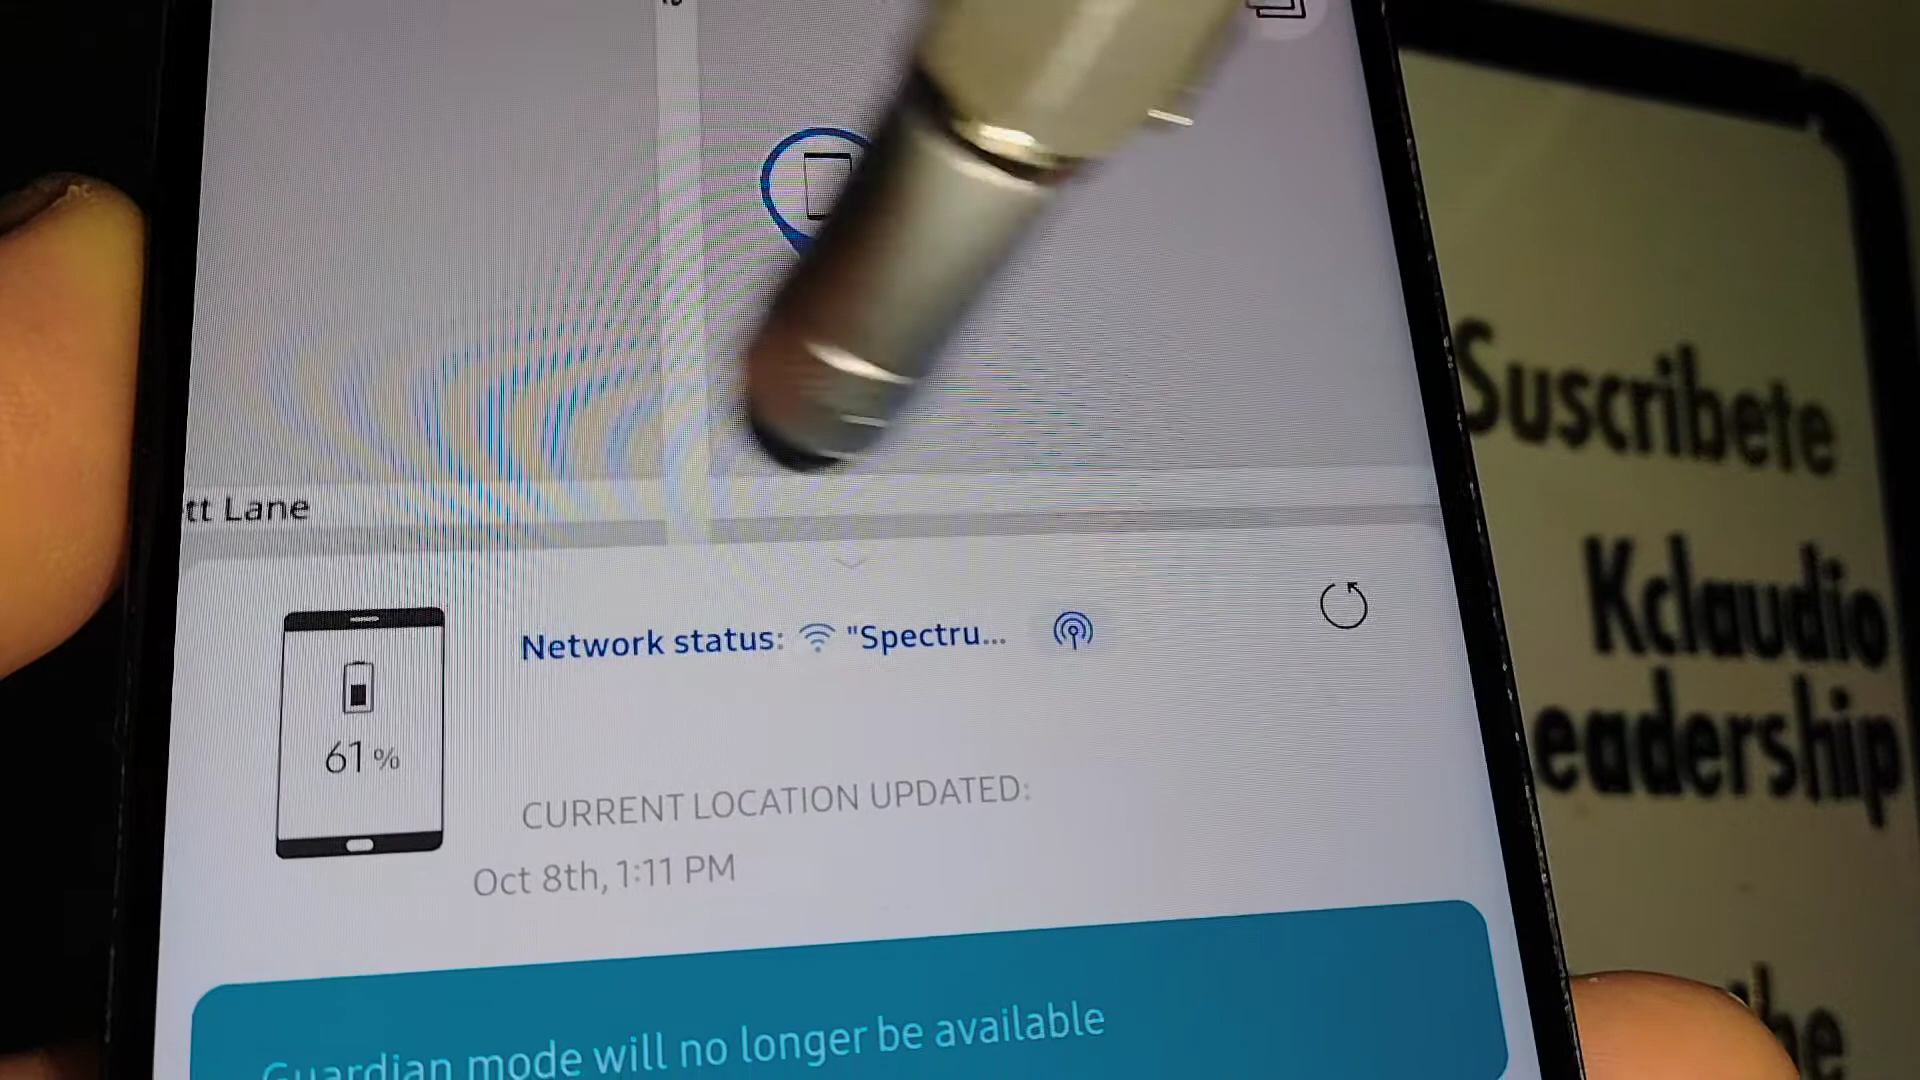 tt Lane
Network status: "Spectru...
61%
CURRENT LOCATION UPDATED:
Oct 8th, 1:11 PM
Guardian mode will no longer be available
Suscribete
Kclaudio
eadership
he